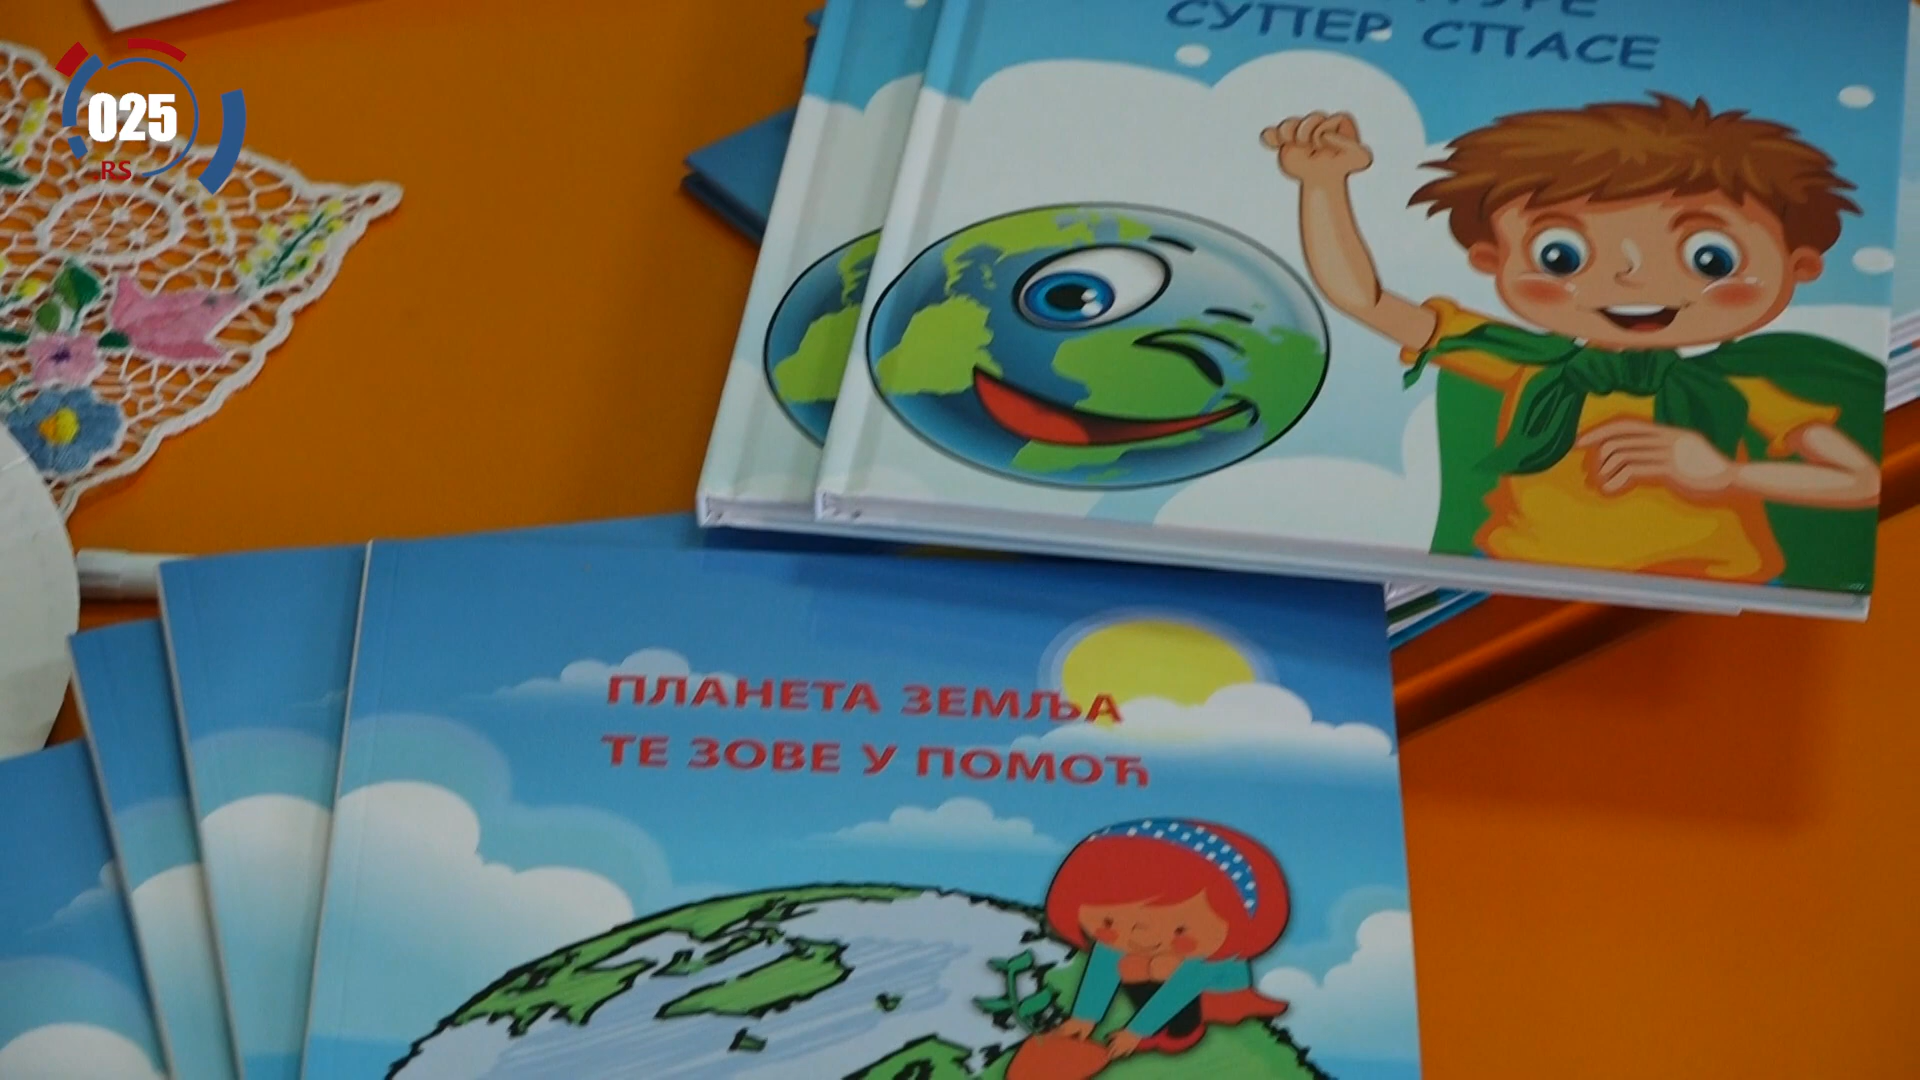 025
.RS
СУПЕР СПАСЕ
ПЛАНЕТА ЗЕМЉА
ТЕ ЗОВЕ У ПОМОЋ